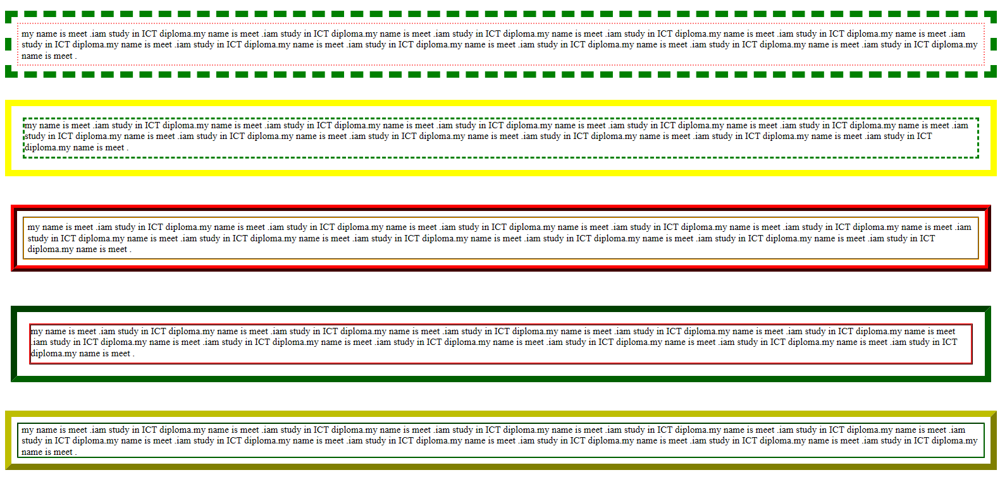 my name is meet .iam study in ICT diploma.my name is meet .iam study in ICT diploma.my name is meet .iam study in ICT diploma.my name is meet .iam study in ICT diploma.my name is meet .iam study in ICT diploma.my name is meet .iam
study in ICT diploma.my name is meet .iam study in ICT diploma.my name is meet .iam study in ICT diploma.my name is meet .iam study in ICT diploma.my name is meet .iam study in ICT diploma.my name is meet .iam study in ICT diploma.my
name is meet .
my name is meet .iam study in ICT diploma.my name is meet .iam study in ICT diploma.my name is meet .iam study in ICT diploma.my name is meet .iam study in ICT diploma.my name is meet .iam study in ICT diploma.my name is meet .iam
study in ICT diploma.my name is meet .iam study in ICT diploma.my name is meet .iam study in ICT diploma.my name is meet .iam study in ICT diploma.my name is meet .iam study in ICT diploma.my name is meet .iam study in ICT
diploma.my name is meet .
my name is meet .iam study in ICT diploma.my name is meet .iam study in ICT diploma.my name is meet .iam study in ICT diploma.my name is meet .iam study in ICT diploma.my name is meet .iam study in ICT diploma.my name is meet .iam
study in ICT diploma.my name is meet .iam study in ICT diploma.my name is meet .iam study in ICT diploma.my name is meet .iam study in ICT diploma.my name is meet .iam study in ICT diploma.my name is meet .iam study in ICT
diploma.my name is meet .
my name is meet .iam study in ICT diploma.my name is meet .iam study in ICT diploma.my name is meet .iam study in ICT diploma.my name is meet .iam study in ICT diploma.my name is meet .iam study in ICT diploma.my name is meet
.iam study in ICT diploma.my name is meet .iam study in ICT diploma.my name is meet .iam study in ICT diploma.my name is meet .iam study in ICT diploma.my name is meet .iam study in ICT diploma.my name is meet .iam study in ICT
diploma.my name is meet .
my name is meet .iam study in ICT diploma.my name is meet .iam study in ICT diploma.my name is meet .iam study in ICT diploma.my name is meet .iam study in ICT diploma.my name is meet .iam study in ICT diploma.my name is meet .iam
study in ICT diploma.my name is meet .iam study in ICT diploma.my name is meet .iam study in ICT diploma.my name is meet .iam study in ICT diploma.my name is meet .iam study in ICT diploma.my name is meet .iam study in ICT diploma.my
name is meet .